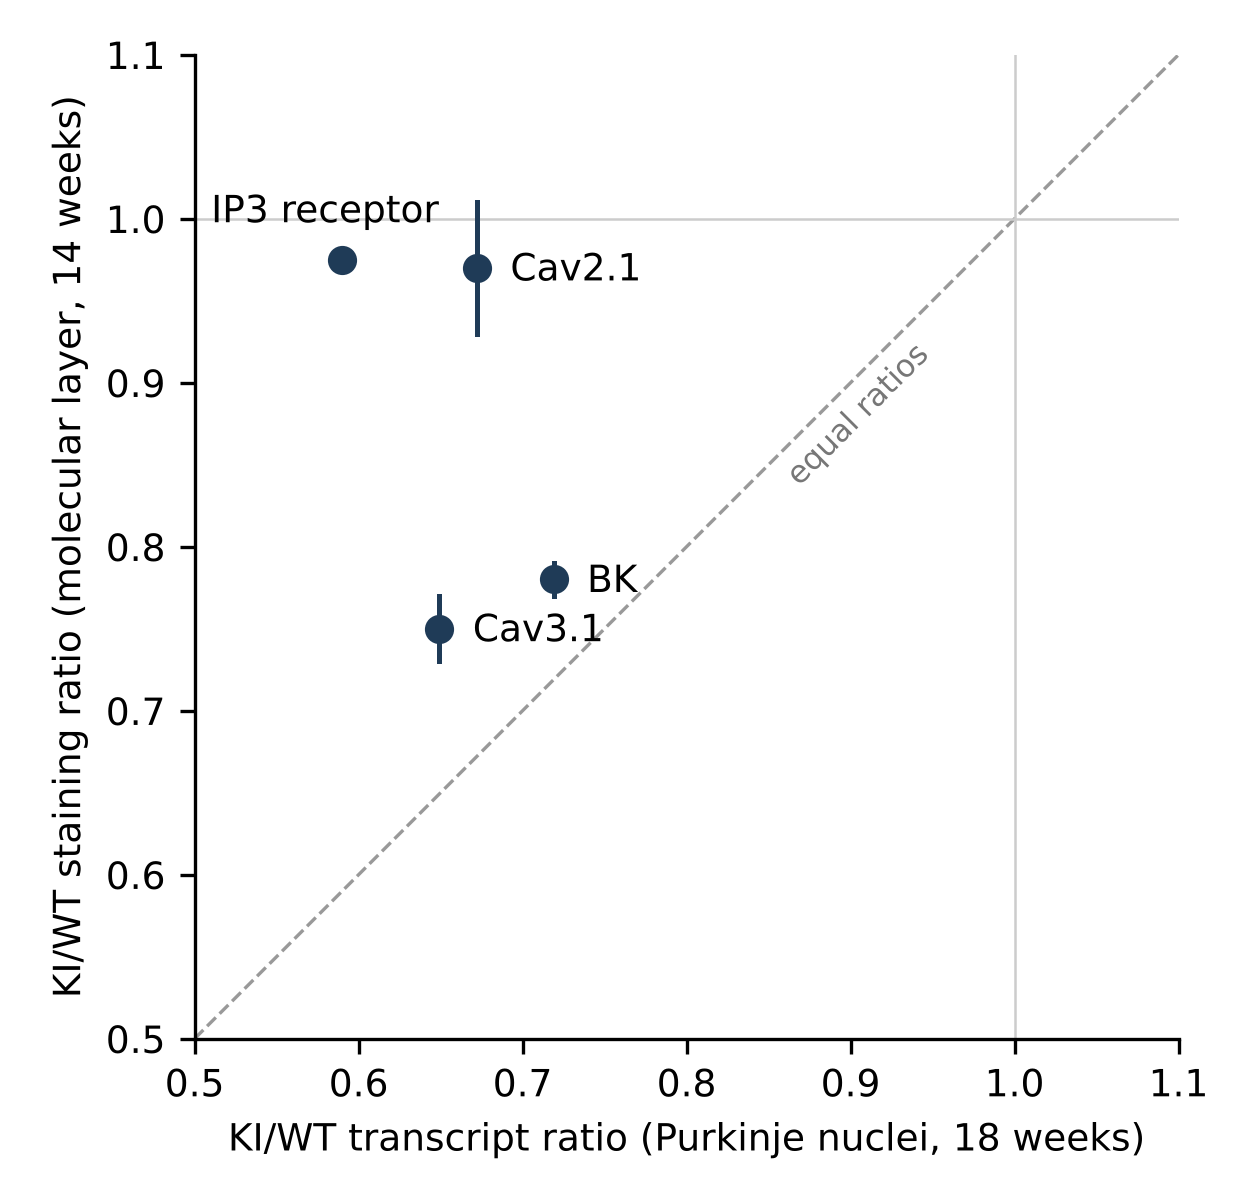 1.1
1.0
0.9
0.8
0.7
0.6
0.5
KI/WT staining ratio (molecular layer, 14 weeks)
IP3 receptor
Cav2.1
equal ratios
BK
Cav3.1
0.5 0.6 0.7 0.8 0.9 1.0 1.1
KI/WT transcript ratio (Purkinje nuclei, 18 weeks)